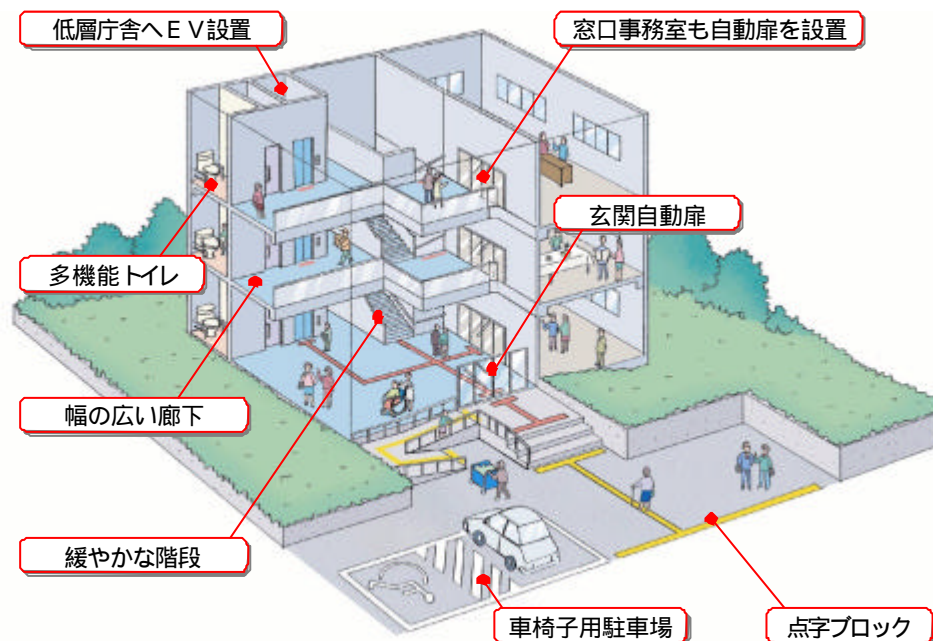 低層庁舎へＥＶ設置
窓口事務室も自動扉を設置
玄関自動扉
多機能トイレ
幅の広い廊下
緩やかな階段
車椅子用駐車場
点字ブロック